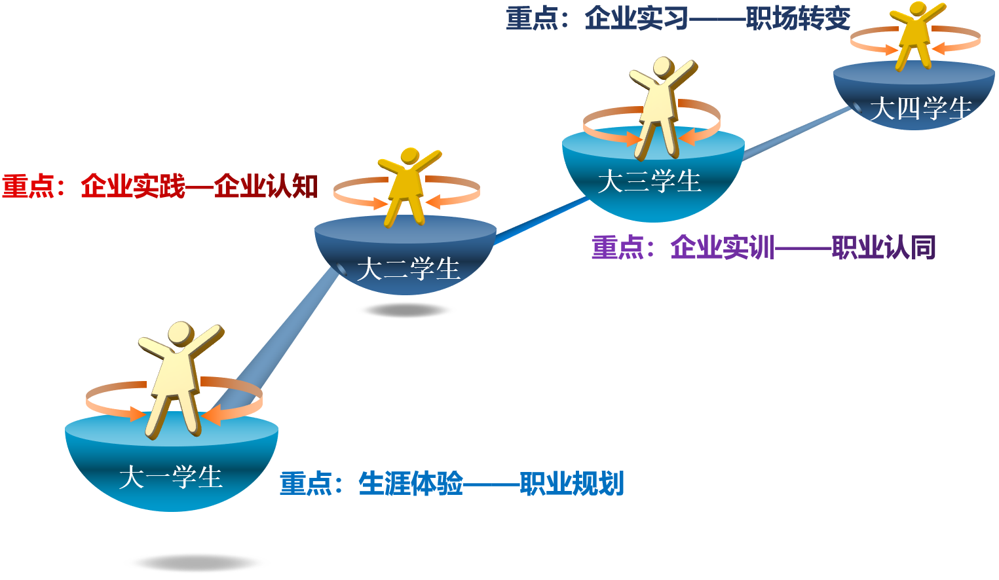 重点：企业实习——职场转变
大四学生
大三学生
重点：企业实践—企业认知
重点：企业实训——职业认同
大二学生
大一学生
重点：生涯体验——职业规划